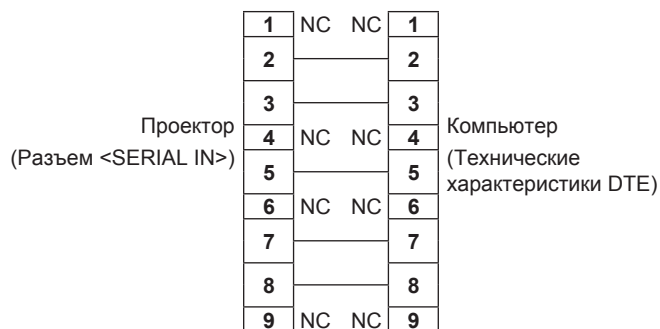 1 NC NC 1
2 2
3 3
Проектор
(Разъем <SERIAL IN>)
4 NC NC 4
Компьютер
(Технические
характеристики DTE)
5 5
6 NC NC 6
7 7
8 8
9 NC NC 9